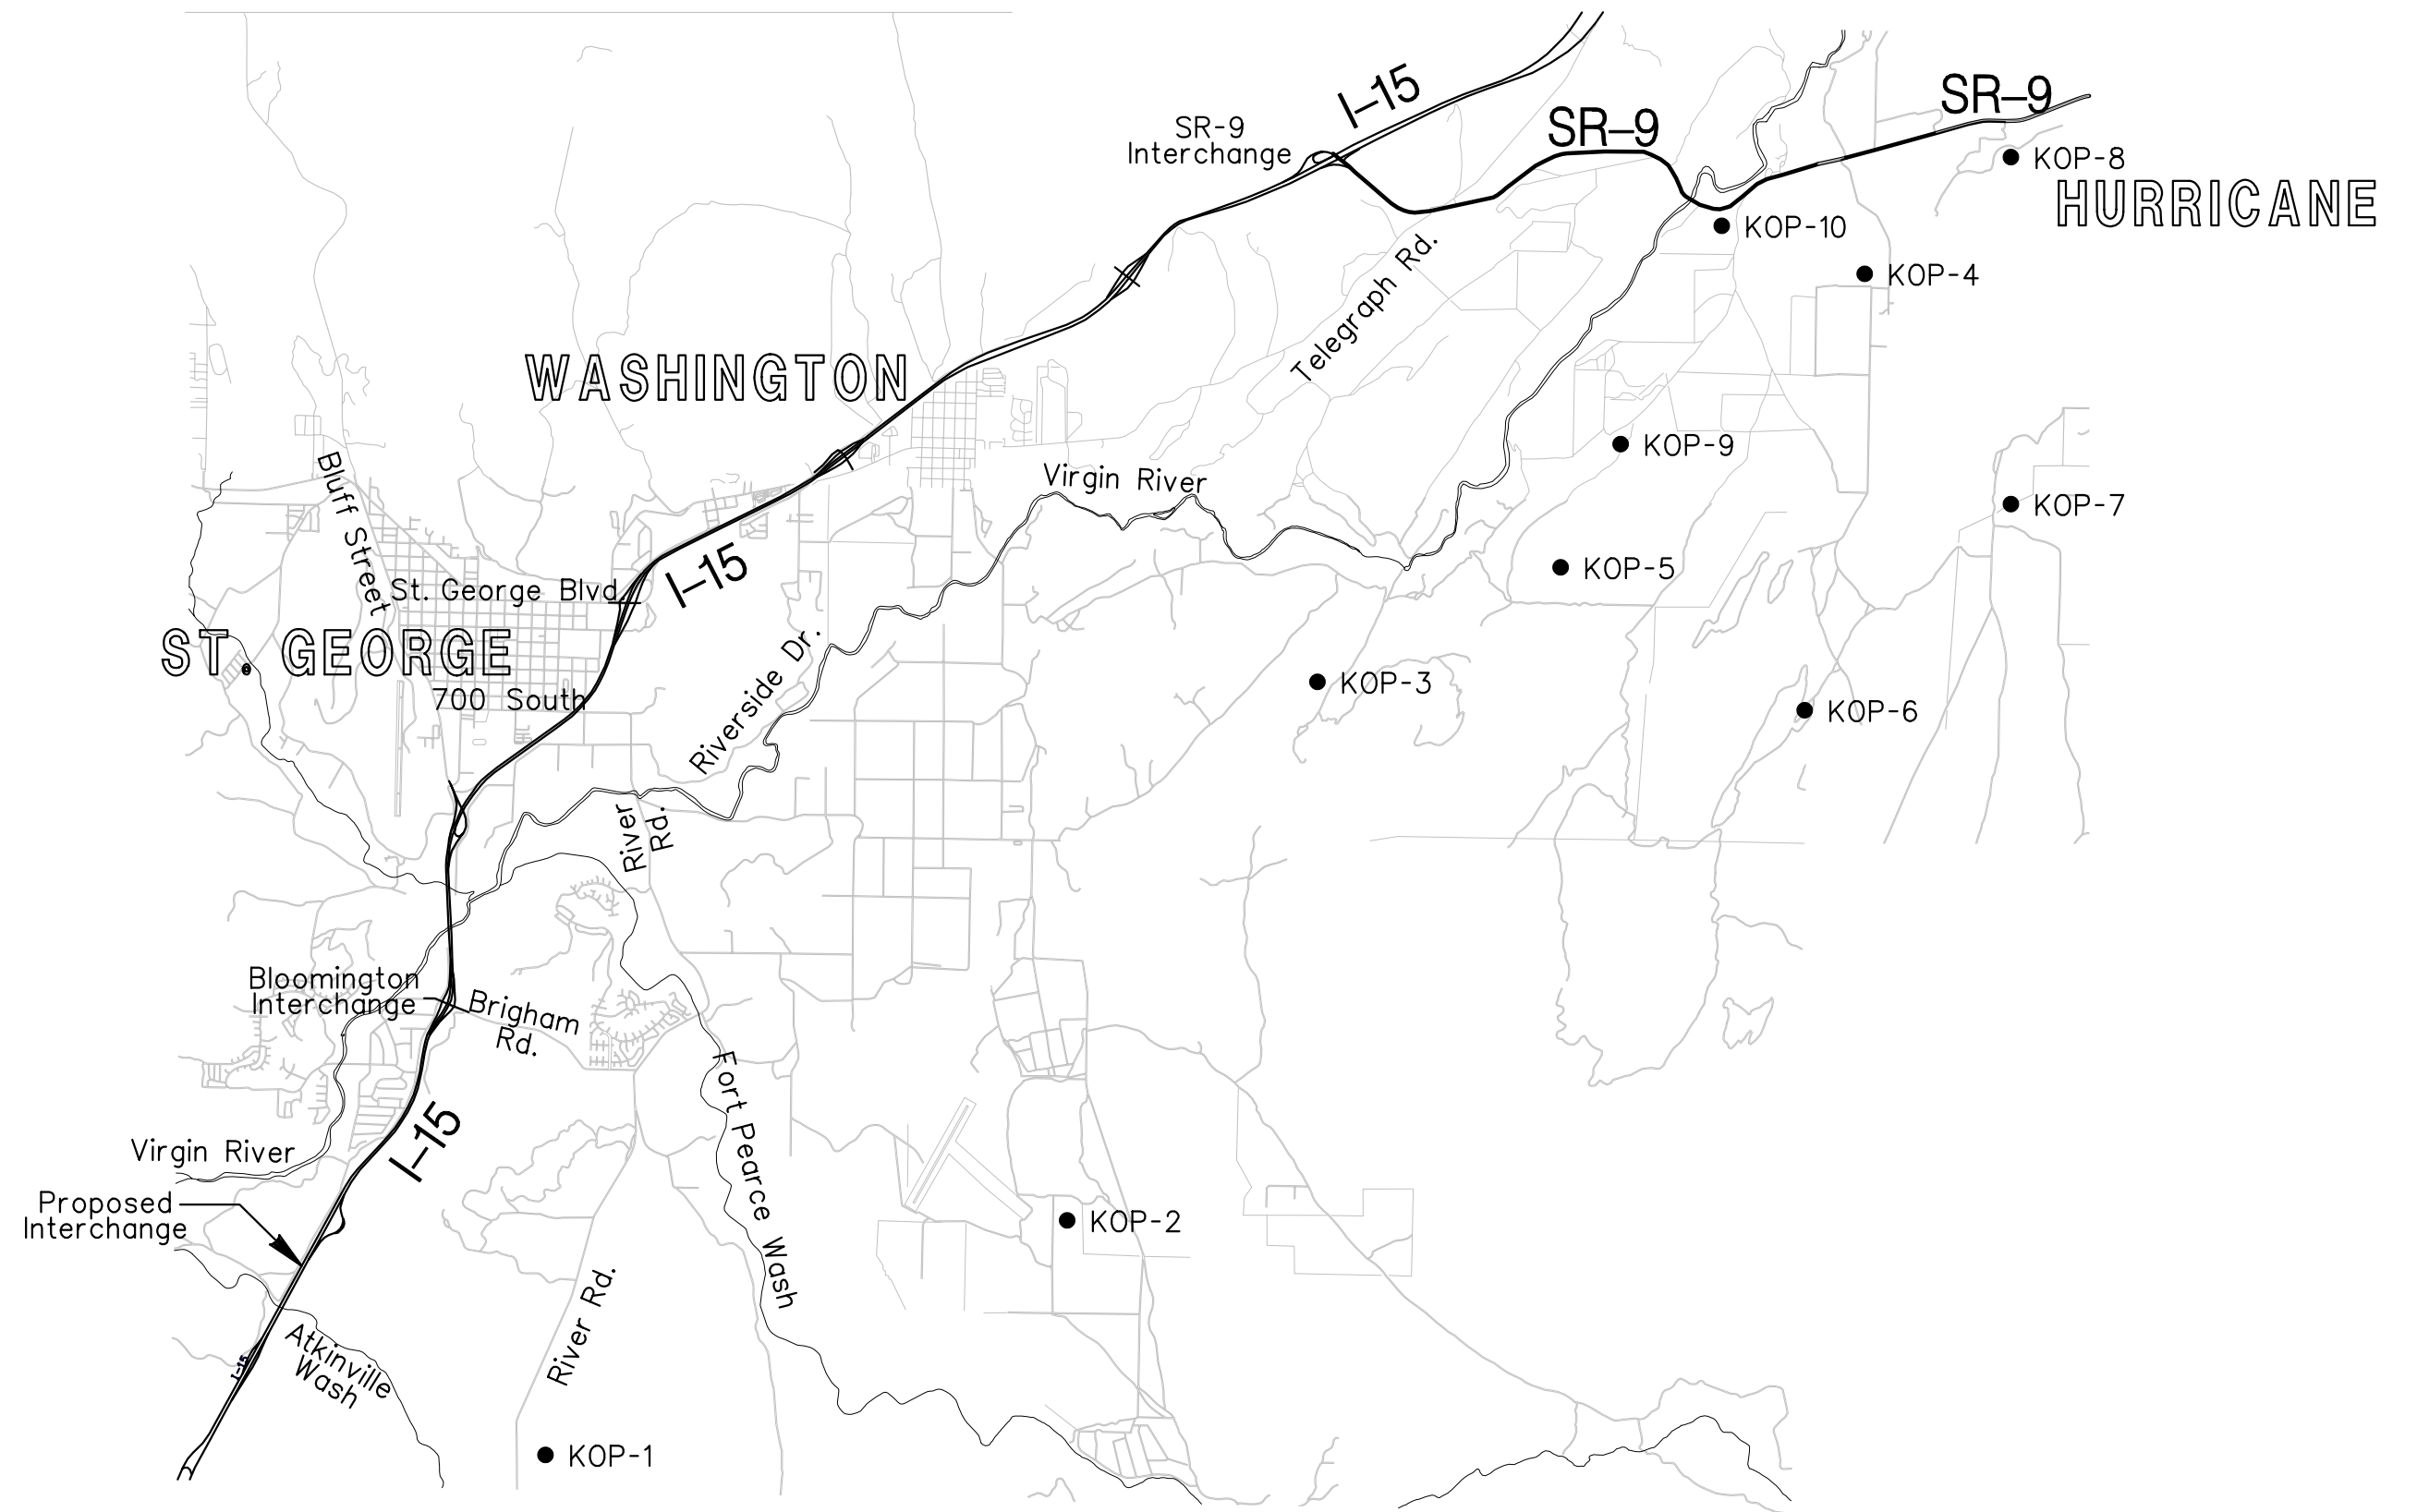 I-15
SR-9
SR-9
SR-9
Interchange
KOP-8
HURRICANE
KOP-10
KOP-4
Telegraph Rd.
WASHINGTON
KOP-9
Bluff Street
Virgin River
KOP-7
I-15
KOP-5
St. George Blvd.
ST. GEORGE
Riverside Dr.
700 South
KOP-3
KOP-6
River
Rd.
Bloomington
Interchange
Brigham
Rd.
Fort Pearce Wash
I-15
Virgin River
Proposed
Interchange
KOP-2
River Rd.
Atkinville
Wash
I-15
KOP-1